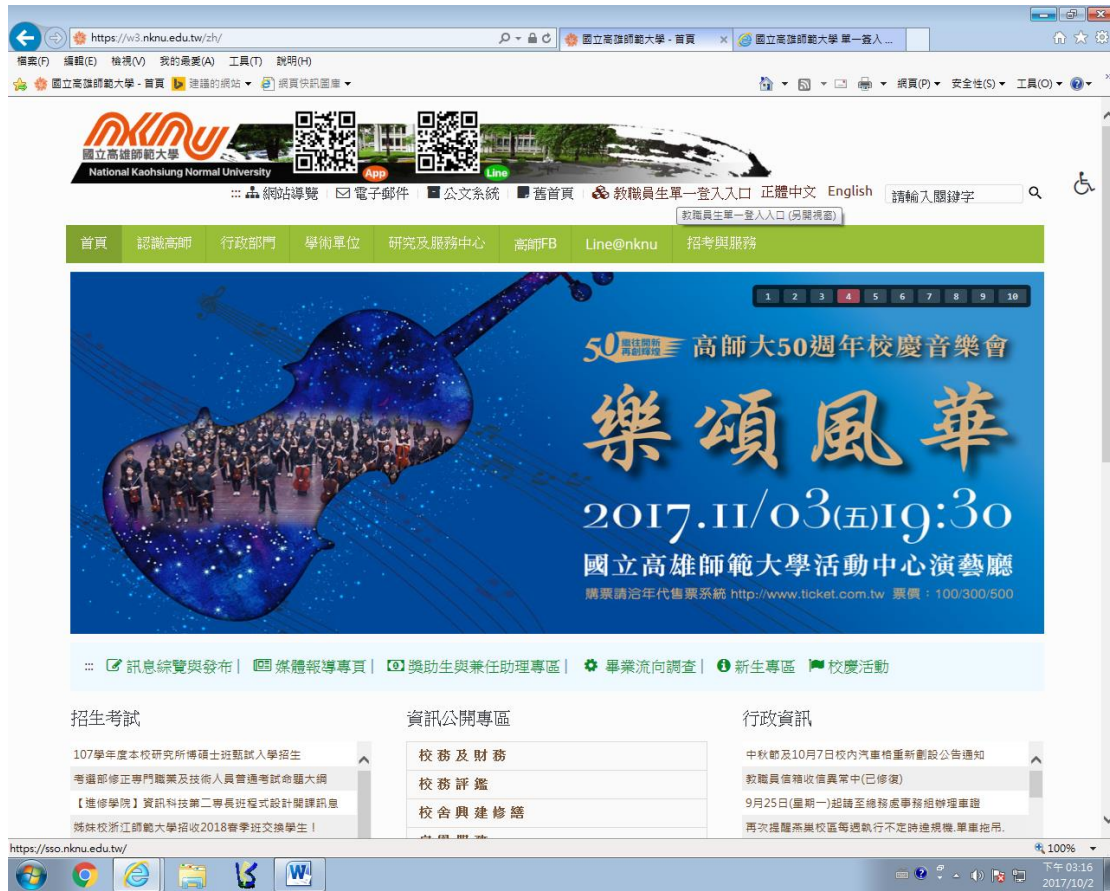 https://w3.nknu.edu.tw/zh/
國立高雄師範大學 - 首頁
國立高雄師範大學 單一簽入 ...
檔案(F) 編輯(E) 檢視(V) 我的最愛(A) 工具(T) 說明(H)
國立高雄師範大學 - 首頁 建議的網站 網頁快訊圖庫
網頁(P) 安全性(S) 工具(O)
nknu
國立高雄師範大學
National Kaohsiung Normal University
App
Line
網站導覽 電子郵件 公文系統 舊首頁 教職員生單一登入入口 正體中文 English 請輸入關鍵字
教職員生單一登入入口 (另開視窗)
首頁 認識高師 行政部門 學術單位 研究及服務中心 高師FB Line@nknu 招考與服務
1 2 3 4 5 6 7 8 9 10
50 繼往開新 再創輝煌 高師大50週年校慶音樂會
樂頌風華
2017.11/03(五)19:30
國立高雄師範大學活動中心演藝廳
購票請洽年代售票系統 http://www.ticket.com.tw 票價：100/300/500
::: 訊息綜覽與發布| 媒體報導專頁| 獎助生與兼任助理專區| 畢業流向調查| 新生專區 校慶活動
招生考試
107學年度本校研究所博碩士班甄試入學招生
考選部修正專門職業及技術人員普通考試命題大綱
【進修學院】資訊科技第二專長班程式設計開課訊息
姊妹校浙江師範大學招收2018春季班交換學生！
資訊公開專區
校務及財務
校務評鑑
校舍興建修繕
行政資訊
中秋節及10月7日校內汽車格重新劃設公告通知
教職員信箱收信異常中(已修復)
9月25日(星期一)起請至總務處事務組辦理車證
再次提醒燕巢校區每週執行不定時違規機.單車拖吊.
https://sso.nknu.edu.tw/
100%
下午 03:16
2017/10/2